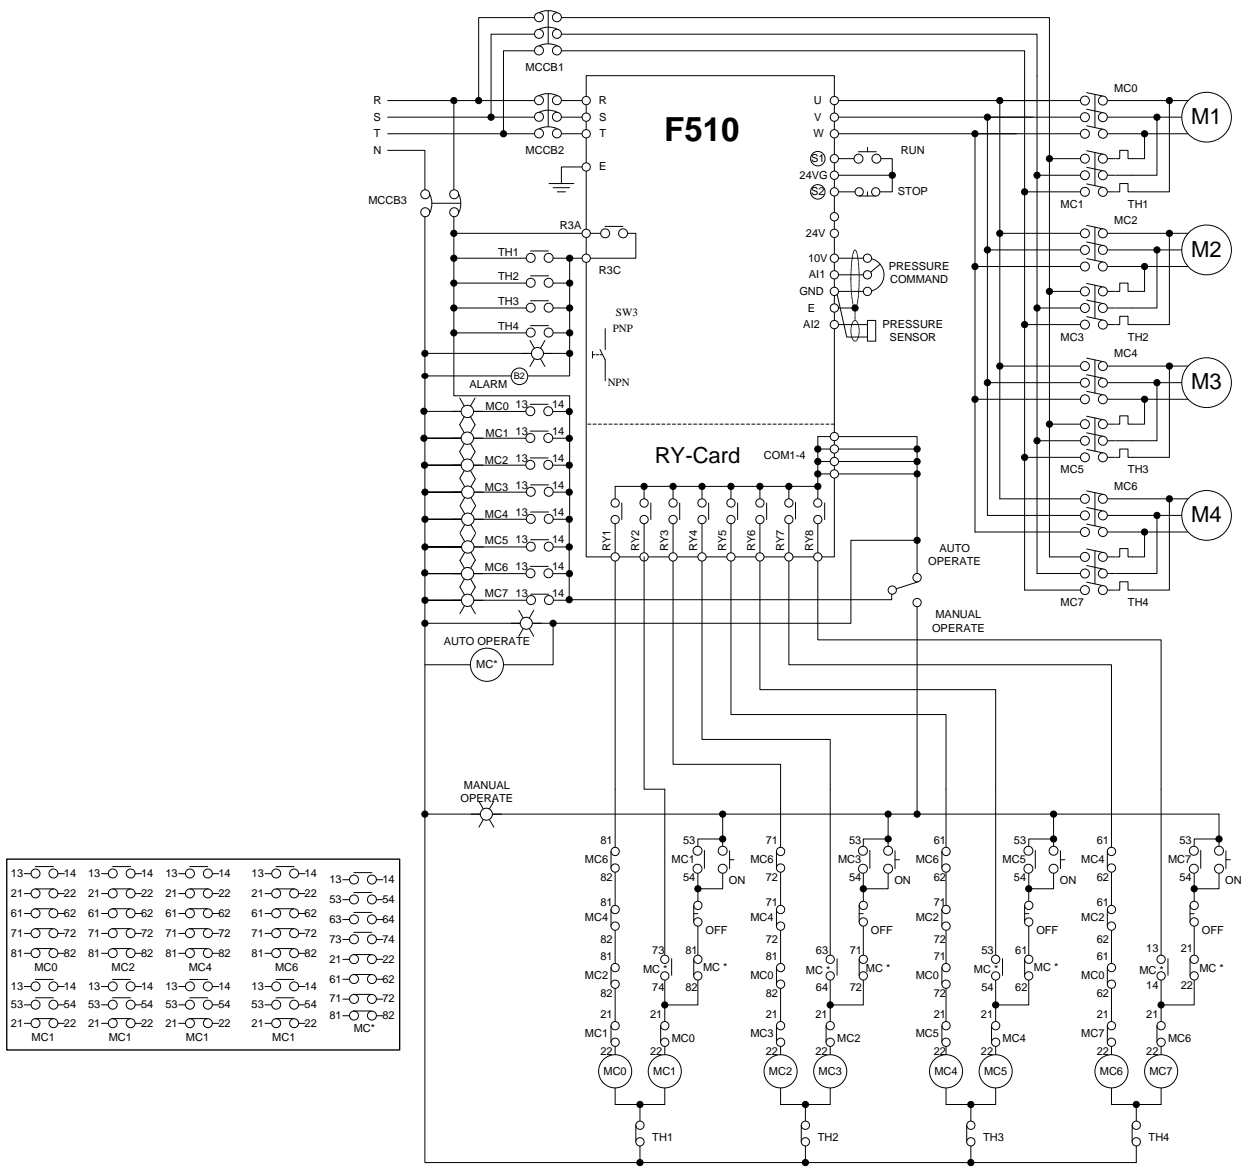 MCCB1
R
S
T
N
R
S
T
MCCB2
E
F510
U
V
W
MC0
M1
S1
RUN
24VG
S2
STOP
MC1
TH1
MCCB3
R3A
R3C
24V
MC2
M2
TH1
TH2
TH3
TH4
10V
AI1
GND
E
AI2
PRESSURE
COMMAND
PRESSURE
SENSOR
MC3
TH2
SW3
PNP
NPN
MC4
M3
ALARM
B2
MC0 13 14
MC1 13 14
MC2 13 14
MC3 13 14
MC4 13 14
MC5 13 14
MC6 13 14
MC7 13 14
RY-Card
COM1-4
MC5
TH3
MC6
M4
RY1
RY2
RY3
RY4
RY5
RY6
RY7
RY8
MC7
TH4
AUTO
OPERATE
MANUAL
OPERATE
AUTO OPERATE
MC*
MANUAL
OPERATE
81 53 71 53 61 53 61 53
MC6 MC1 MC6 MC3 MC6 MC5 MC4 MC7
82 54 72 54 62 54 62 54
ON ON ON ON
81 71 71 61
MC4 MC4 MC2 MC2
82 72 72 62
OFF OFF OFF OFF
81 73 81 81 63 71 71 53 61 61 13 21
MC2 MC * MC * MC0 MC * MC * MC0 MC * MC * MC0 MC * MC *
82 74 82 82 64 72 72 54 62 62 14 22
21 21 21 21 21 21 21 21
MC1 MC0 MC3 MC2 MC5 MC4 MC7 MC6
22 22 22 22 22 22 22 22
MC0 MC1 MC2 MC3 MC4 MC5 MC6 MC7
TH1 TH2 TH3 TH4
13 14 13 14 13 14 13 14 13 14
21 22 21 22 21 22 21 22 53 54
61 62 61 62 61 62 61 62 63 64
71 72 71 72 71 72 71 72 73 74
81 82 81 82 81 82 81 82 21 22
MC0 MC2 MC4 MC6
13 14 13 14 13 14 13 14 61 62
53 54 53 54 53 54 53 54 71 72
21 22 21 22 21 22 21 22 81 82
MC1 MC1 MC1 MC1 MC*